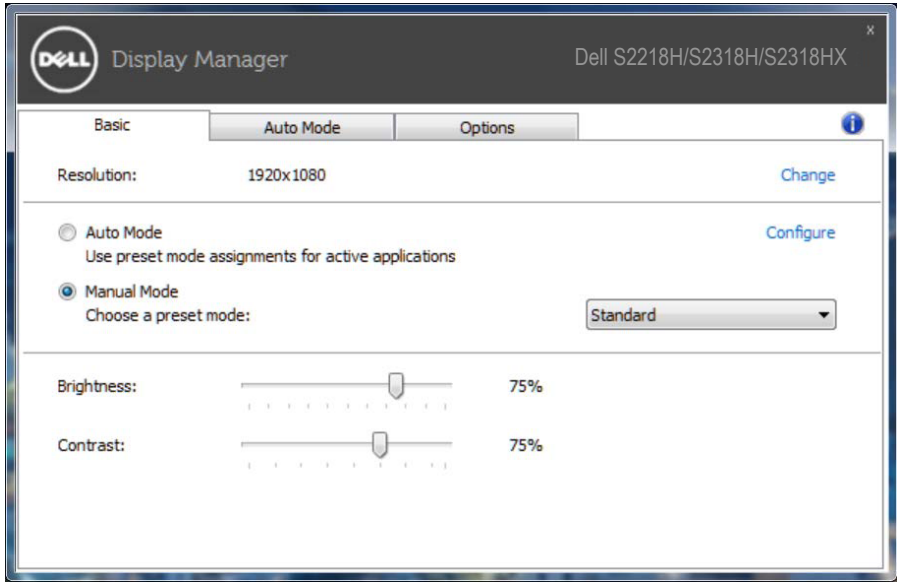 DELL Display Manager Dell S2218H/S2318H/S2318HX x
Basic Auto Mode Options i
Resolution: 1920x1080 Change
Auto Mode Configure
Use preset mode assignments for active applications
Manual Mode
Choose a preset mode: Standard
Brightness: 75%
Contrast: 75%